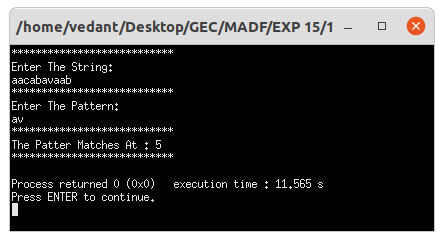 /home/vedant/Desktop/GEC/MADF/EXP 15/1
***************************
Enter The String:
aacabavaab
***************************
Enter The Pattern:
av
***************************
The Patter Matches At : 5
***************************
Process returned 0 (0x0)   execution time : 11.565 s
Press ENTER to continue.